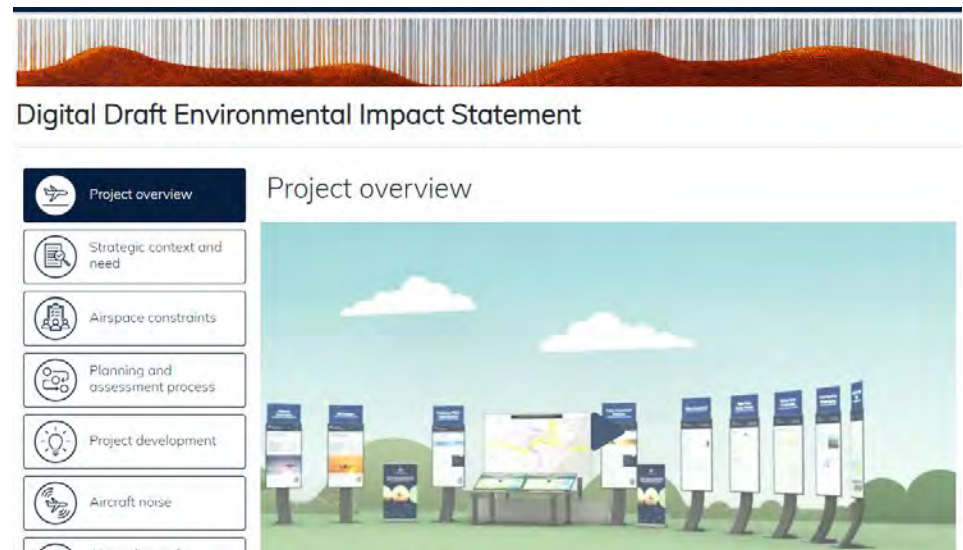 Digital Draft Environmental Impact Statement
Project overview
Project overview
Strategic context and
need
Airspace constraints
Planning and
assessment process
Project development
Aircraft noise